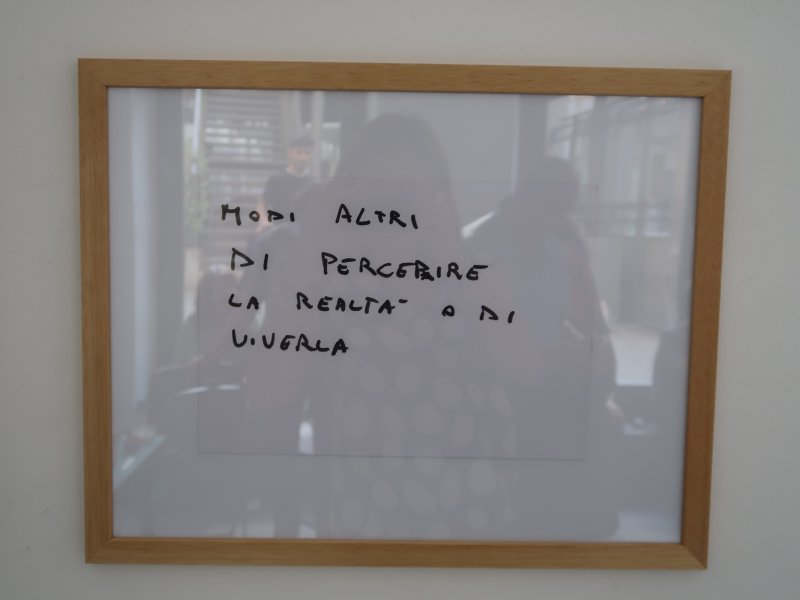 MODI ALTRI
DI PERCEPIRE
LA REALTA' O DI
VIVERLA